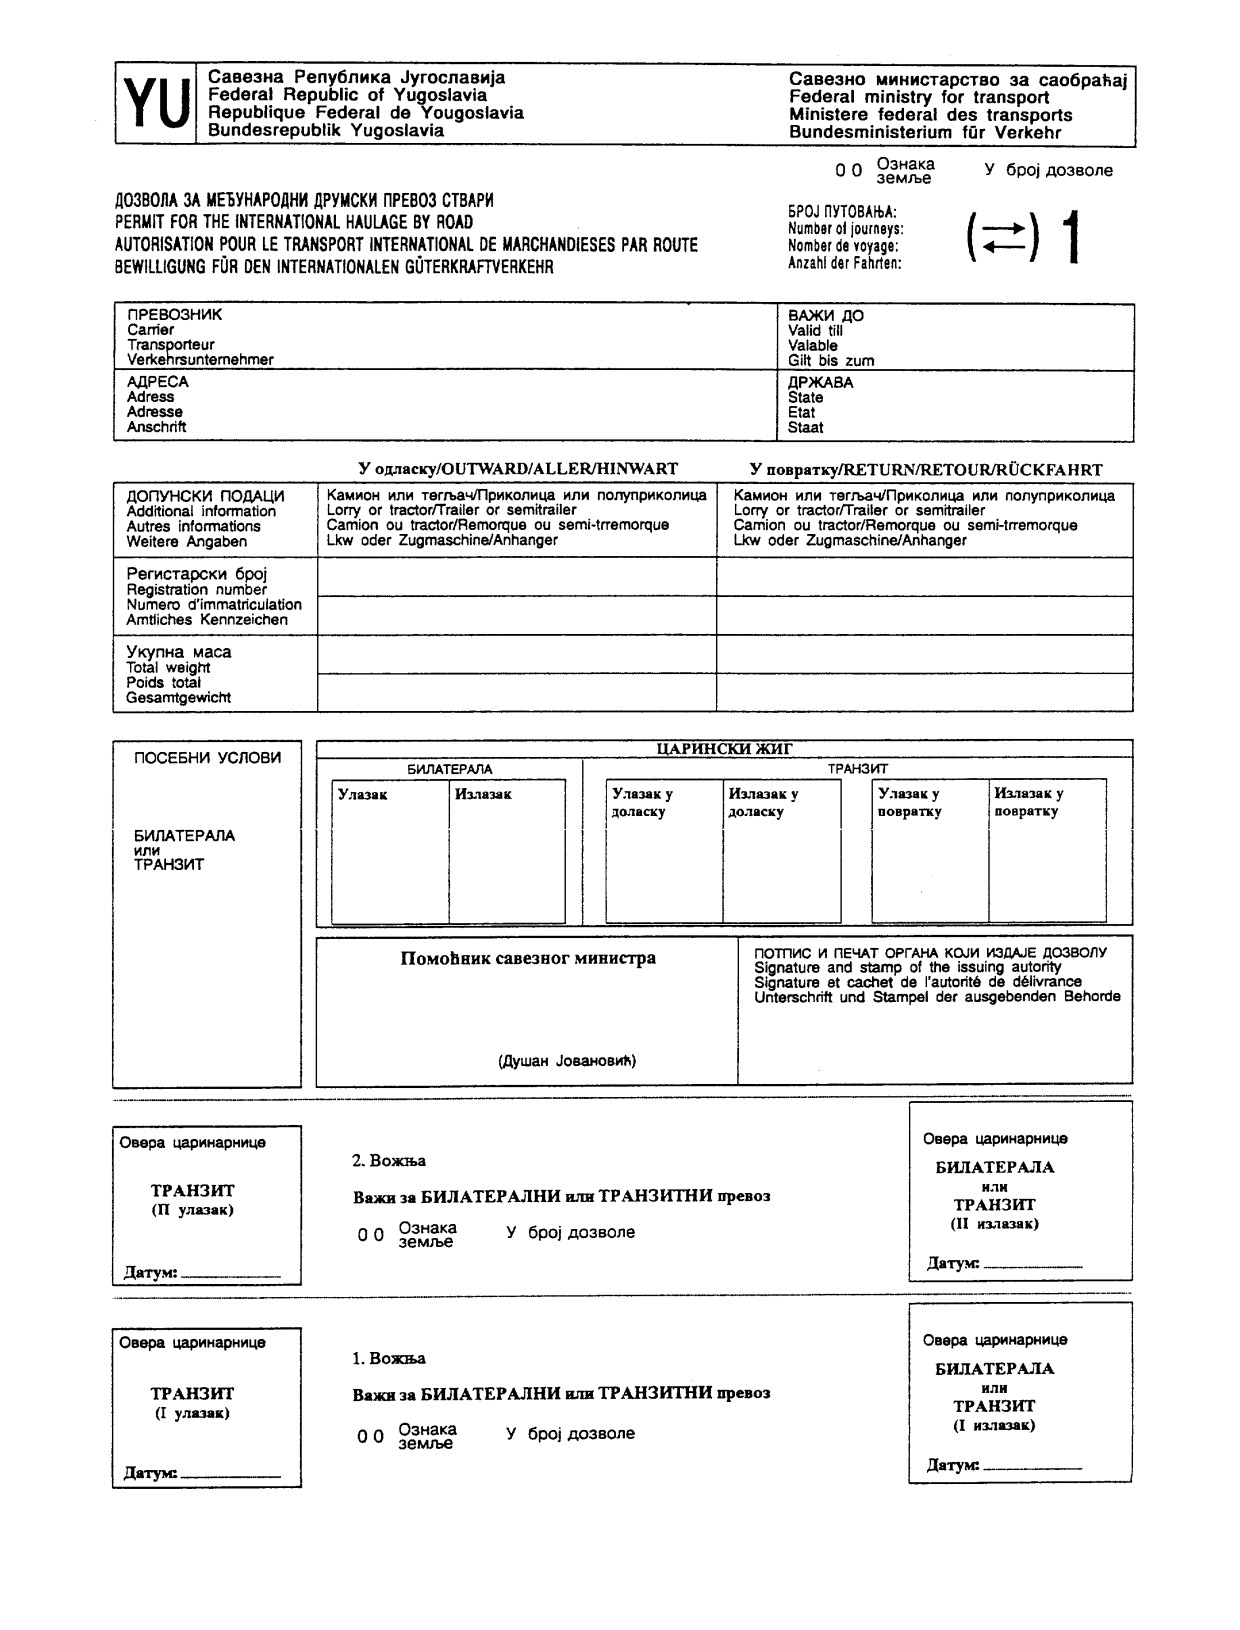 YU
Савезна Република Југославија
Federal Republic of Yugoslavia
Republique Federal de Yougoslavia
Bundesrepublik Yugoslavia
Савезно министарство за саобраћај
Federal ministry for transport
Ministere federal des transports
Bundesministerium für Verkehr
0 0 Ознака земље У број дозволе
ДОЗВОЛА ЗА МЕЂУНАРОДНИ ДРУМСКИ ПРЕВОЗ СТВАРИ
PERMIT FOR THE INTERNATIONAL HAULAGE BY ROAD
AUTORISATION POUR LE TRANSPORT INTERNATIONAL DE MARCHANDIESES PAR ROUTE
BEWILLIGUNG FÜR DEN INTERNATIONALEN GÜTERKRAFTVERKEHR
БРОЈ ПУТОВАЊА:
Number of journeys:
Nomber de voyage:
Anzahl der Fahrten:
(⇄) 1
ПРЕВОЗНИК
Carrier
Transporteur
Verkehrsunternehmer
ВАЖИ ДО
Valid till
Valable
Gilt bis zum
АДРЕСА
Adress
Adresse
Anschrift
ДРЖАВА
State
Etat
Staat
У одласку/OUTWARD/ALLER/HINWART
У повратку/RETURN/RETOUR/RÜCKFAHRT
ДОПУНСКИ ПОДАЦИ
Additional information
Autres informations
Weitere Angaben
Камион или тегљач/Приколица или полуприколица
Lorry or tractor/Trailer or semitrailer
Camion ou tractor/Remorque ou semi-trremorque
Lkw oder Zugmaschine/Anhanger
Камион или тегљач/Приколица или полуприколица
Lorry or tractor/Trailer or semitrailer
Camion ou tractor/Remorque ou semi-trremorque
Lkw oder Zugmaschine/Anhanger
Регистарски број
Registration number
Numero d'immatriculation
Amtliches Kennzeichen
Укупна маса
Total weight
Poids total
Gesamtgewicht
ПОСЕБНИ УСЛОВИ
БИЛАТЕРАЛА
или
ТРАНЗИТ
ЦАРИНСКИ ЖИГ
БИЛАТЕРАЛА
ТРАНЗИТ
Улазак
Излазак
Улазак у
доласку
Излазак у
доласку
Улазак у
повратку
Излазак у
повратку
Помоћник савезног министра
(Душан Јовановић)
ПОТПИС И ПЕЧАТ ОРГАНА КОЈИ ИЗДАЈЕ ДОЗВОЛУ
Signature and stamp of the issuing autority
Signature et cachet de l'autorité de délivrance
Unterschrift und Stampel der ausgebenden Behorde
Овера царинарнице
ТРАНЗИТ
(II улазак)
Датум:
2. Вожња
Важи за БИЛАТЕРАЛНИ или ТРАНЗИТНИ превоз
0 0 Ознака земље У број дозволе
Овера царинарнице
БИЛАТЕРАЛА
или
ТРАНЗИТ
(II излазак)
Датум:
Овера царинарнице
ТРАНЗИТ
(I улазак)
Датум:
1. Вожња
Важи за БИЛАТЕРАЛНИ или ТРАНЗИТНИ превоз
0 0 Ознака земље У број дозволе
Овера царинарнице
БИЛАТЕРАЛА
или
ТРАНЗИТ
(I излазак)
Датум: